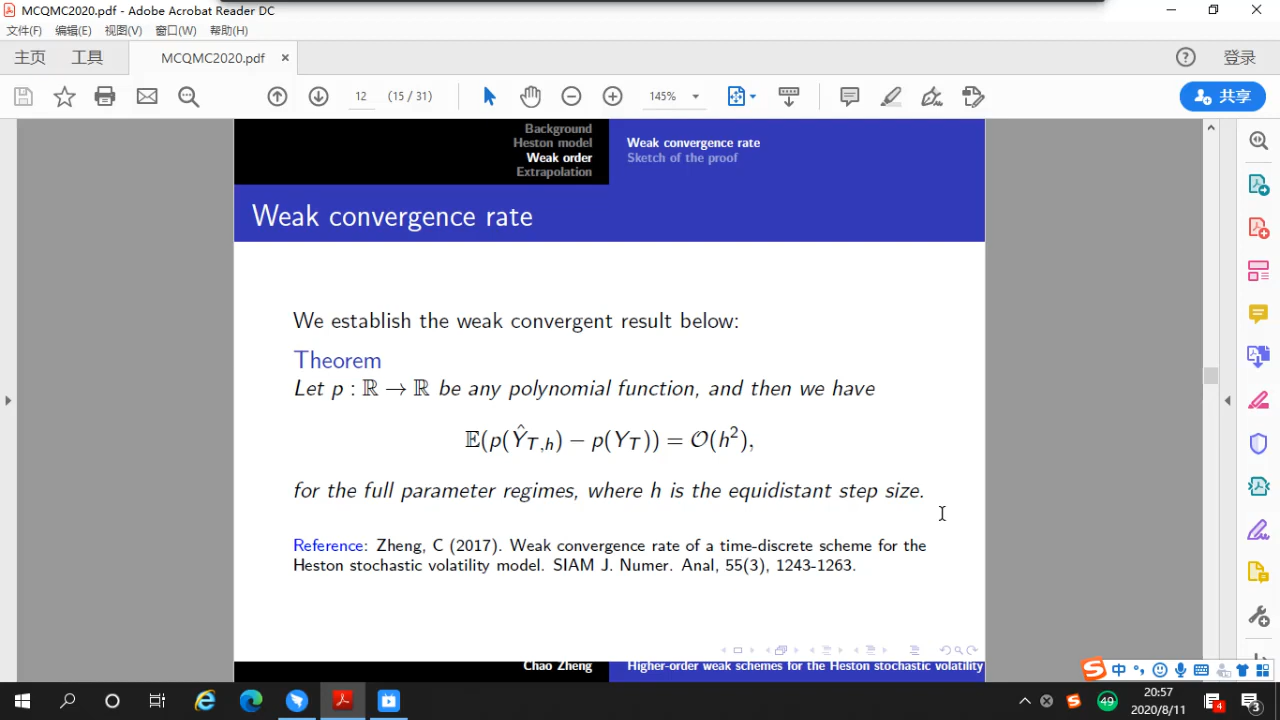 MCQMC2020.pdf - Adobe Acrobat Reader DC
文件(F) 编辑(E) 视图(V) 窗口(W) 帮助(H)
主页 工具 MCQMC2020.pdf × 登录
12 (15 / 31) 145% 共享
Background
Heston model
Weak order
Extrapolation
Weak convergence rate
Sketch of the proof
Weak convergence rate
We establish the weak convergent result below:
Theorem
Let p : ℝ → ℝ be any polynomial function, and then we have
𝔼(p(Ŷ_{T,h}) − p(Y_T)) = 𝒪(h²),
for the full parameter regimes, where h is the equidistant step size.
Reference: Zheng, C (2017). Weak convergence rate of a time-discrete scheme for the
Heston stochastic volatility model. SIAM J. Numer. Anal, 55(3), 1243-1263.
Chao Zheng Higher-order weak schemes for the Heston stochastic volatility
中
49
20:57
2020/8/11
4
3